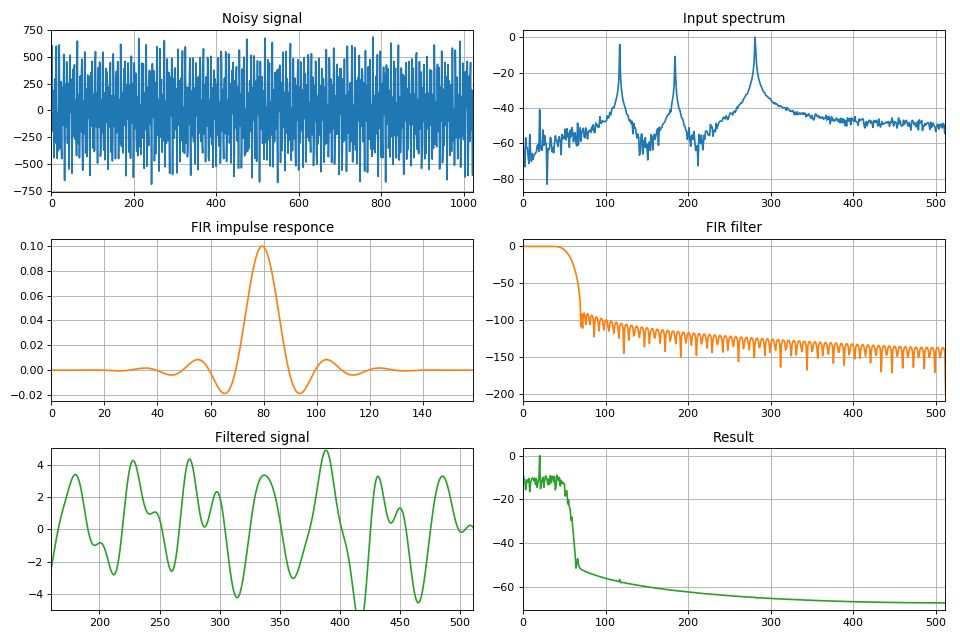 Noisy signal
750
500
250
0
−250
−500
−750
0 200 400 600 800 1000
Input spectrum
0
−20
−40
−60
−80
0 100 200 300 400 500
FIR impulse responce
0.10
0.08
0.06
0.04
0.02
0.00
−0.02
0 20 40 60 80 100 120 140
FIR filter
0
−50
−100
−150
−200
0 100 200 300 400 500
Filtered signal
4
2
0
−2
−4
200 250 300 350 400 450 500
Result
0
−20
−40
−60
0 100 200 300 400 500